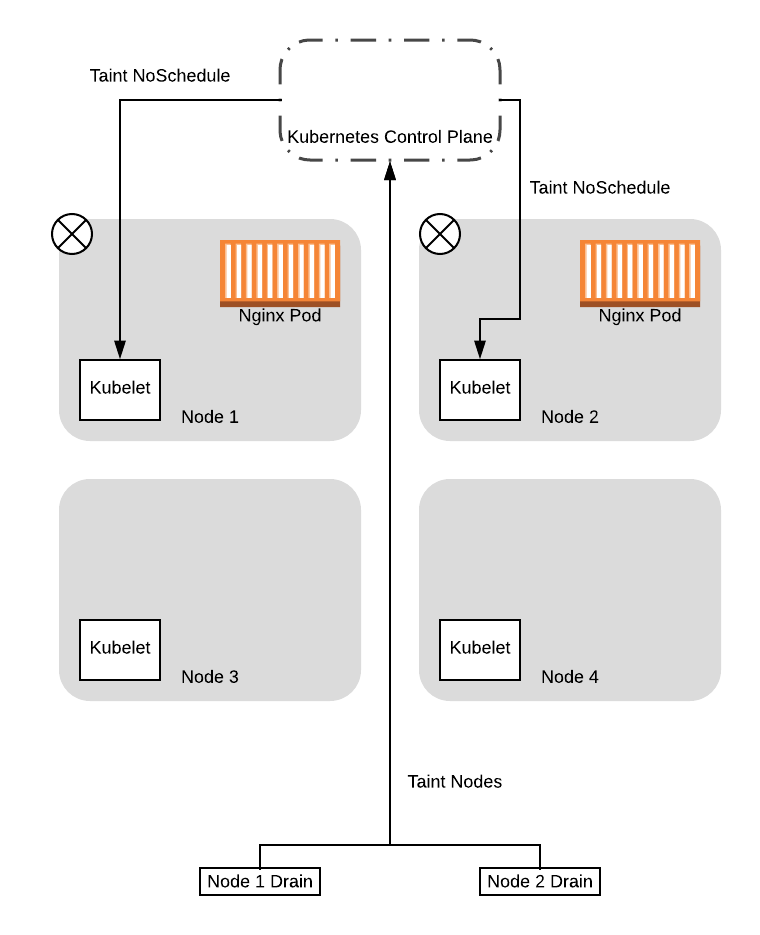 Taint NoSchedule
Kubernetes Control Plane
Taint NoSchedule
Nginx Pod
Nginx Pod
Kubelet
Kubelet
Node 1
Node 2
Kubelet
Kubelet
Node 3
Node 4
Taint Nodes
Node 1 Drain
Node 2 Drain